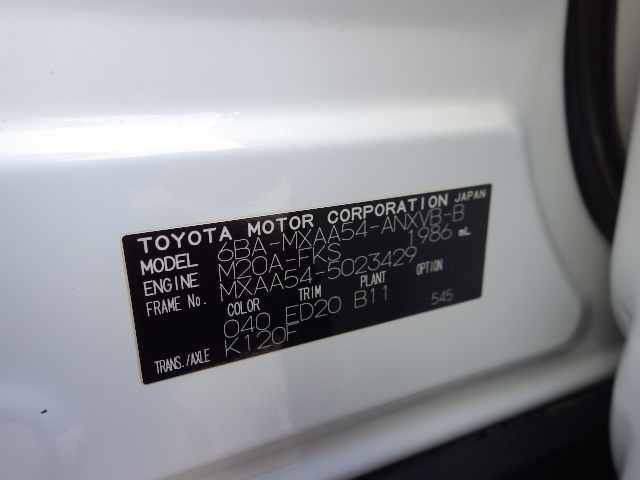 TOYOTA MOTOR CORPORATION JAPAN
MODEL 6BA-MXAA54-ANXVB-B
ENGINE M20A-FKS 1986 mL
FRAME NO. MXAA54-5023429
COLOR TRIM PLANT OPTION
040 ED20 B11 545
TRANS./AXLE K120F